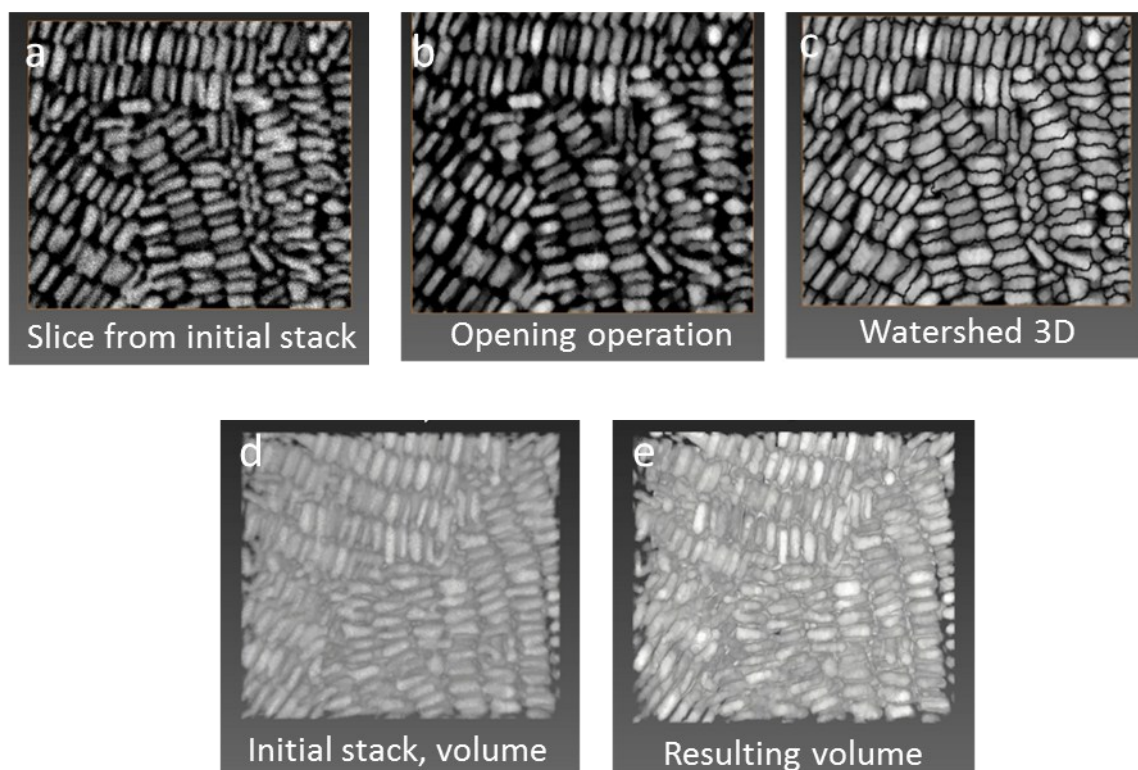 a
b
c
Slice from initial stack
Opening operation
Watershed 3D
d
e
Initial stack, volume
Resulting volume